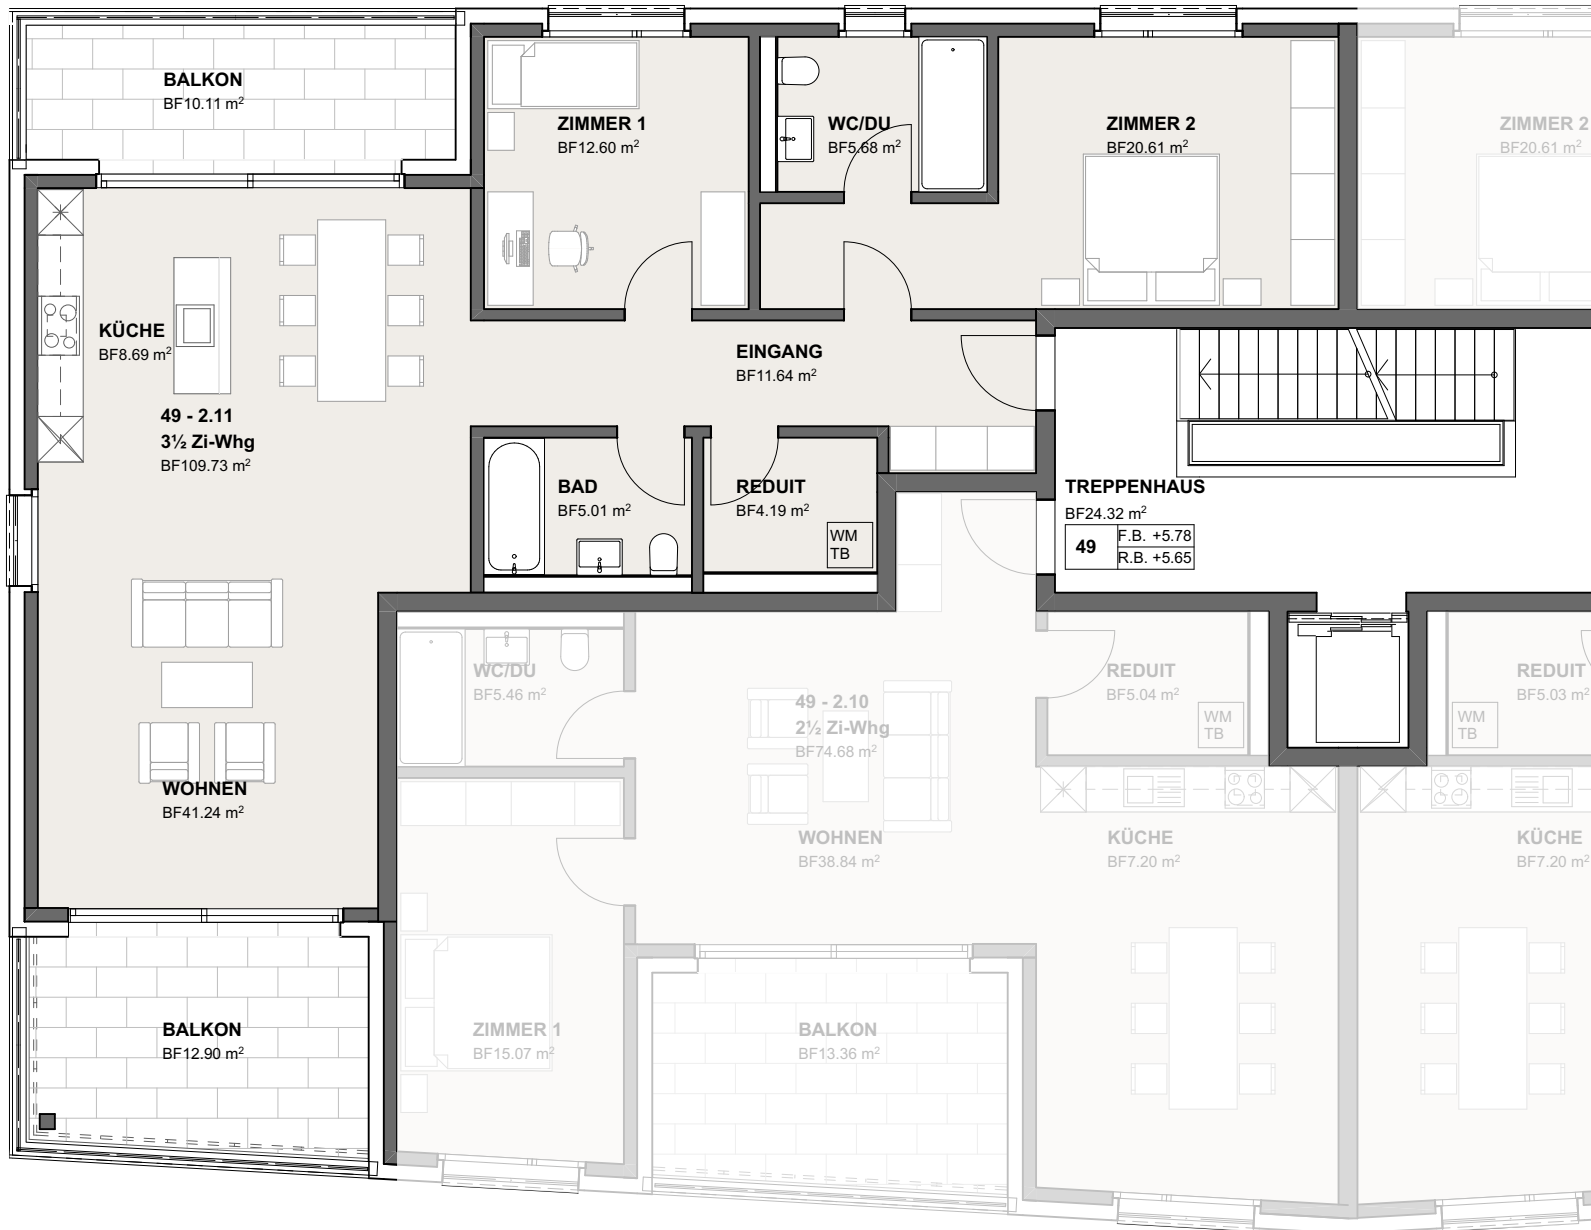 BALKON
BF10.11 m²
ZIMMER 1
BF12.60 m²
WC/DU
BF5.68 m²
ZIMMER 2
BF20.61 m²
ZIMMER 2
BF20.61 m²
KÜCHE
BF8.69 m²
EINGANG
BF11.64 m²
49 - 2.11
3½ Zi-Whg
BF109.73 m²
BAD
BF5.01 m²
REDUIT
BF4.19 m²
WM
TB
TREPPENHAUS
BF24.32 m²
49
F.B. +5.78
R.B. +5.65
WC/DU
BF5.46 m²
49 - 2.10
2½ Zi-Whg
BF74.68 m²
REDUIT
BF5.04 m²
WM
TB
REDUIT
BF5.03 m²
WM
TB
WOHNEN
BF41.24 m²
WOHNEN
BF38.84 m²
KÜCHE
BF7.20 m²
KÜCHE
BF7.20 m²
BALKON
BF12.90 m²
ZIMMER 1
BF15.07 m²
BALKON
BF13.36 m²